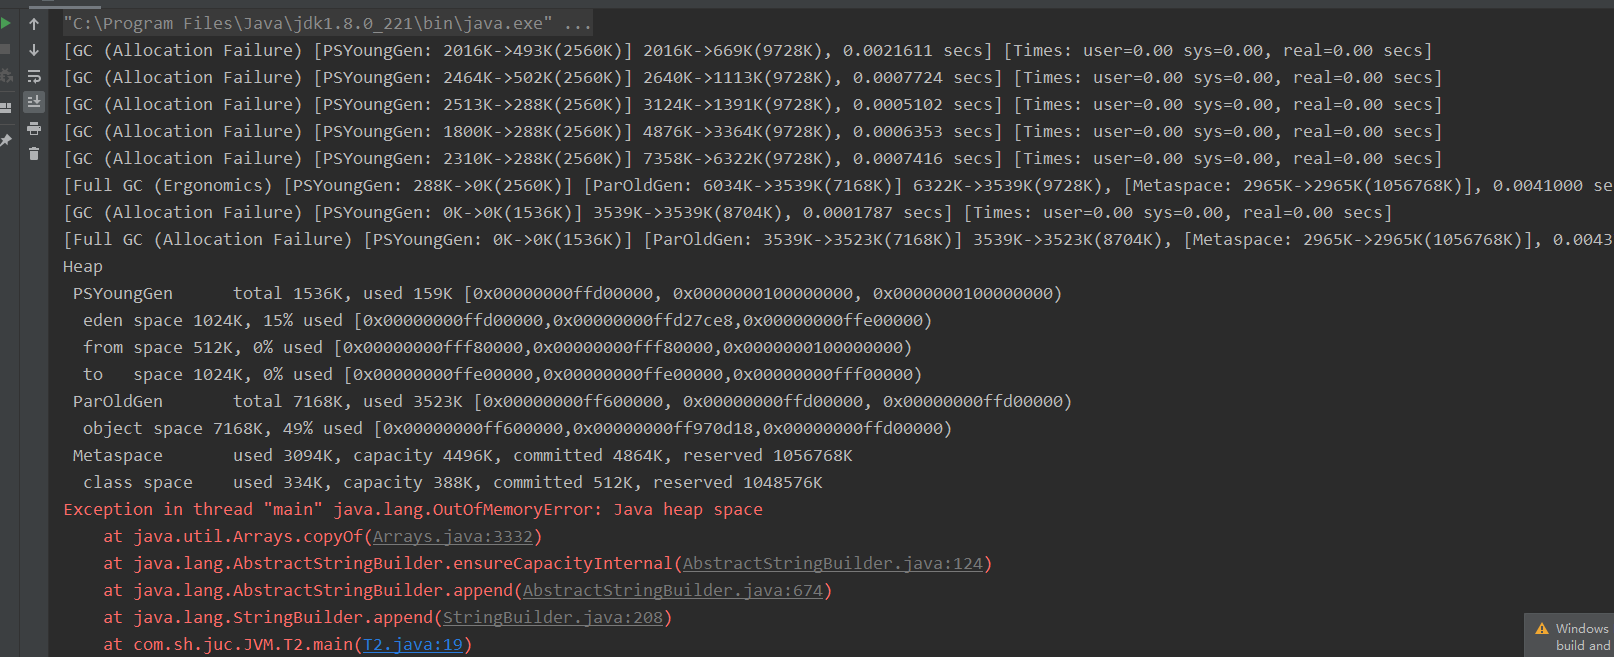 "C:\Program Files\Java\jdk1.8.0_221\bin\java.exe" ...
[GC (Allocation Failure) [PSYoungGen: 2016K->493K(2560K)] 2016K->669K(9728K), 0.0021611 secs] [Times: user=0.00 sys=0.00, real=0.00 secs]
[GC (Allocation Failure) [PSYoungGen: 2464K->502K(2560K)] 2640K->1113K(9728K), 0.0007724 secs] [Times: user=0.00 sys=0.00, real=0.00 secs]
[GC (Allocation Failure) [PSYoungGen: 2513K->288K(2560K)] 3124K->1391K(9728K), 0.0005102 secs] [Times: user=0.00 sys=0.00, real=0.00 secs]
[GC (Allocation Failure) [PSYoungGen: 1800K->288K(2560K)] 4876K->3364K(9728K), 0.0006353 secs] [Times: user=0.00 sys=0.00, real=0.00 secs]
[GC (Allocation Failure) [PSYoungGen: 2310K->288K(2560K)] 7358K->6322K(9728K), 0.0007416 secs] [Times: user=0.00 sys=0.00, real=0.00 secs]
[Full GC (Ergonomics) [PSYoungGen: 288K->0K(2560K)] [ParOldGen: 6034K->3539K(7168K)] 6322K->3539K(9728K), [Metaspace: 2965K->2965K(1056768K)], 0.0041000 se
[GC (Allocation Failure) [PSYoungGen: 0K->0K(1536K)] 3539K->3539K(8704K), 0.0001787 secs] [Times: user=0.00 sys=0.00, real=0.00 secs]
[Full GC (Allocation Failure) [PSYoungGen: 0K->0K(1536K)] [ParOldGen: 3539K->3523K(7168K)] 3539K->3523K(8704K), [Metaspace: 2965K->2965K(1056768K)], 0.0043
Heap
PSYoungGen      total 1536K, used 159K [0x00000000ffd00000, 0x0000000100000000, 0x0000000100000000)
eden space 1024K, 15% used [0x00000000ffd00000,0x00000000ffd27ce8,0x00000000ffe00000)
from space 512K, 0% used [0x00000000fff80000,0x00000000fff80000,0x0000000100000000)
to   space 1024K, 0% used [0x00000000ffe00000,0x00000000ffe00000,0x00000000fff00000)
ParOldGen       total 7168K, used 3523K [0x00000000ff600000, 0x00000000ffd00000, 0x00000000ffd00000)
object space 7168K, 49% used [0x00000000ff600000,0x00000000ff970d18,0x00000000ffd00000)
Metaspace       used 3094K, capacity 4496K, committed 4864K, reserved 1056768K
class space    used 334K, capacity 388K, committed 512K, reserved 1048576K
Exception in thread "main" java.lang.OutOfMemoryError: Java heap space
at java.util.Arrays.copyOf(Arrays.java:3332)
at java.lang.AbstractStringBuilder.ensureCapacityInternal(AbstractStringBuilder.java:124)
at java.lang.AbstractStringBuilder.append(AbstractStringBuilder.java:674)
at java.lang.StringBuilder.append(StringBuilder.java:208)
at com.sh.juc.JVM.T2.main(T2.java:19)
Windows
build and